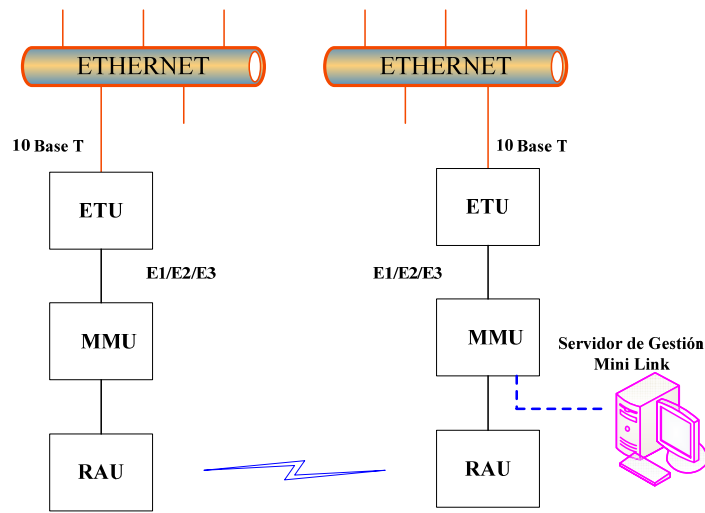 ETHERNET
ETHERNET
10 Base T
10 Base T
ETU
ETU
E1/E2/E3
E1/E2/E3
MMU
MMU
Servidor de Gestión
Mini Link
RAU
RAU